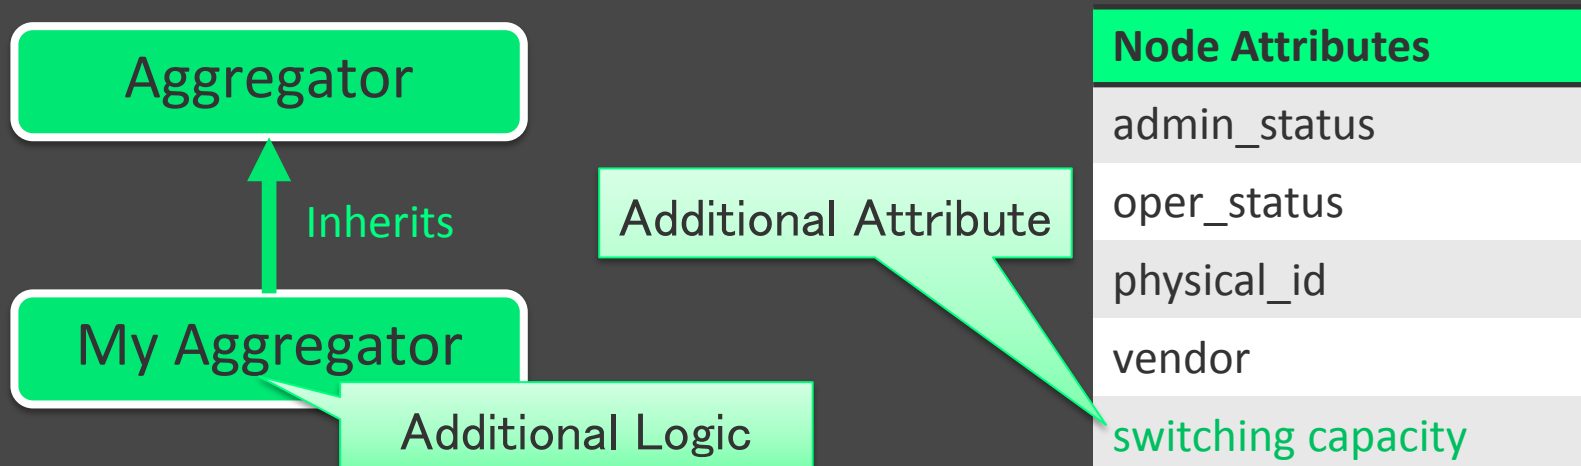 Aggregator
Inherits
My Aggregator
Additional Logic
Additional Attribute
Node Attributes
admin_status
oper_status
physical_id
vendor
switching capacity